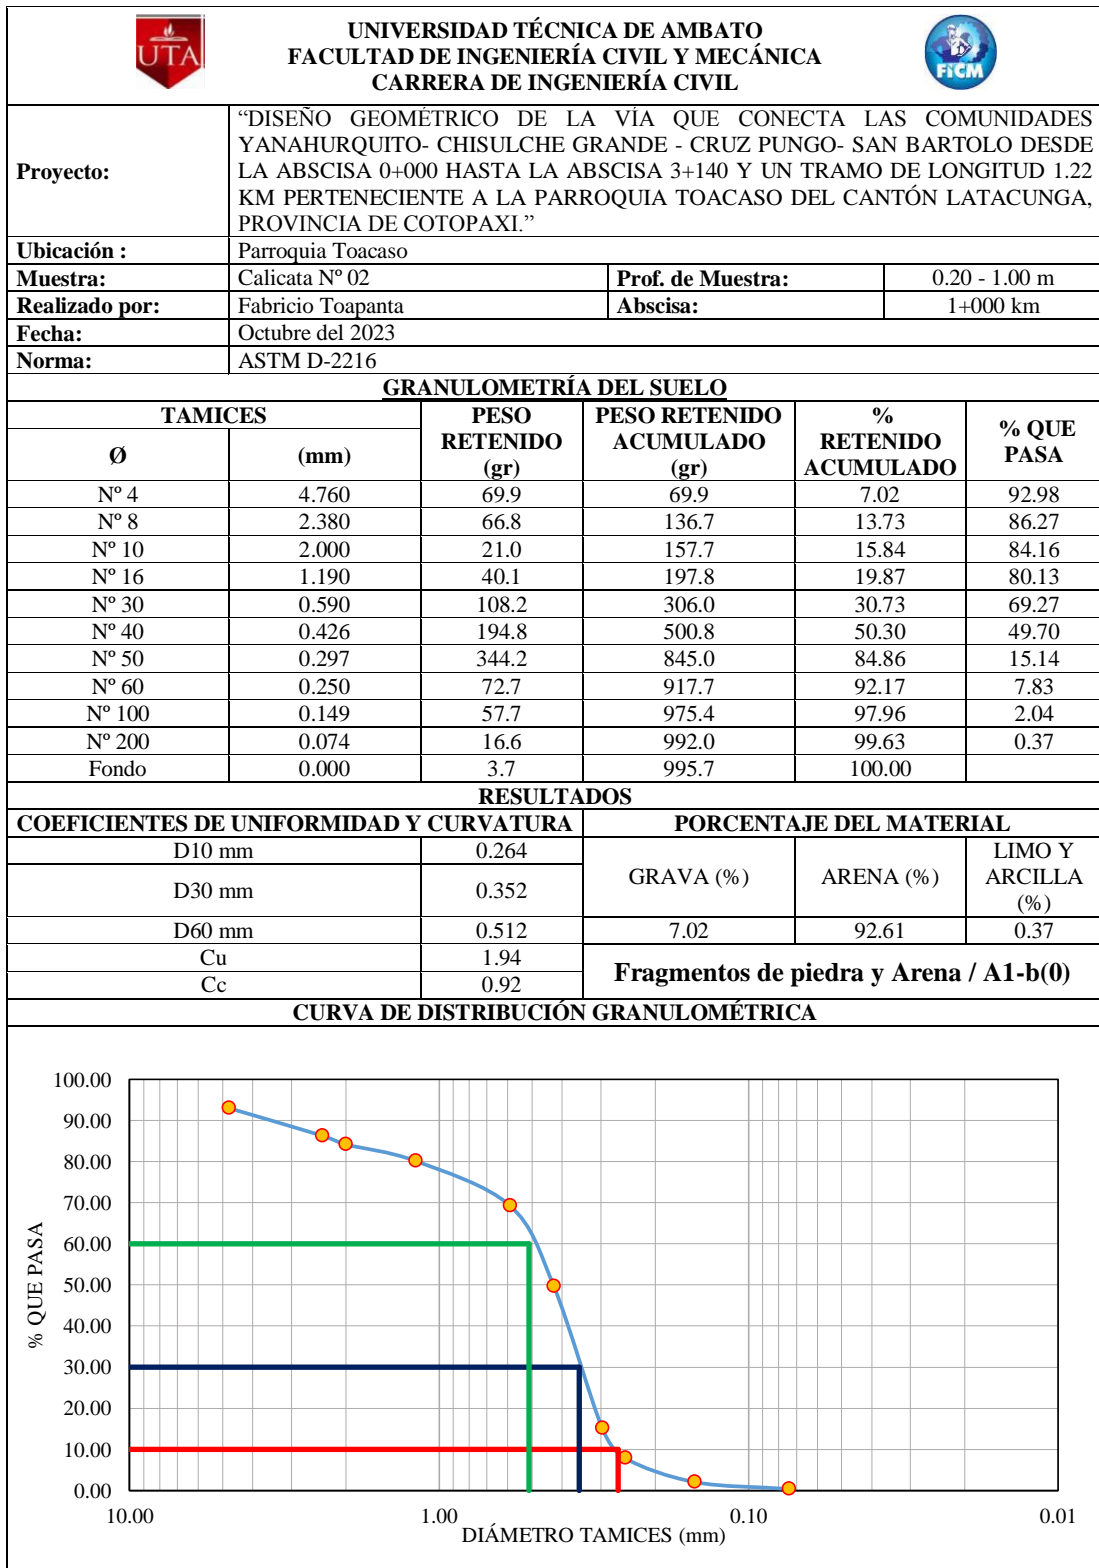 UTA
UNIVERSIDAD TÉCNICA DE AMBATO
FACULTAD DE INGENIERÍA CIVIL Y MECÁNICA
CARRERA DE INGENIERÍA CIVIL
FICM
Proyecto:
“DISEÑO GEOMÉTRICO DE LA VÍA QUE CONECTA LAS COMUNIDADES
YANAHURQUITO- CHISULCHE GRANDE - CRUZ PUNGO- SAN BARTOLO DESDE
LA ABSCISA 0+000 HASTA LA ABSCISA 3+140 Y UN TRAMO DE LONGITUD 1.22
KM PERTENECIENTE A LA PARROQUIA TOACASO DEL CANTÓN LATACUNGA,
PROVINCIA DE COTOPAXI.”
Ubicación : Parroquia Toacaso
Muestra: Calicata Nº 02 Prof. de Muestra: 0.20 - 1.00 m
Realizado por: Fabricio Toapanta Abscisa: 1+000 km
Fecha: Octubre del 2023
Norma: ASTM D-2216
GRANULOMETRÍA DEL SUELO
TAMICES
Ø (mm)
PESO
RETENIDO
(gr)
PESO RETENIDO
ACUMULADO
(gr)
%
RETENIDO
ACUMULADO
% QUE
PASA
Nº 4 4.760 69.9 69.9 7.02 92.98
Nº 8 2.380 66.8 136.7 13.73 86.27
Nº 10 2.000 21.0 157.7 15.84 84.16
Nº 16 1.190 40.1 197.8 19.87 80.13
Nº 30 0.590 108.2 306.0 30.73 69.27
Nº 40 0.426 194.8 500.8 50.30 49.70
Nº 50 0.297 344.2 845.0 84.86 15.14
Nº 60 0.250 72.7 917.7 92.17 7.83
Nº 100 0.149 57.7 975.4 97.96 2.04
Nº 200 0.074 16.6 992.0 99.63 0.37
Fondo 0.000 3.7 995.7 100.00
RESULTADOS
COEFICIENTES DE UNIFORMIDAD Y CURVATURA PORCENTAJE DEL MATERIAL
D10 mm 0.264
D30 mm 0.352
D60 mm 0.512
Cu 1.94
Cc 0.92
GRAVA (%) ARENA (%)
LIMO Y
ARCILLA
(%)
7.02 92.61 0.37
Fragmentos de piedra y Arena / A1-b(0)
CURVA DE DISTRIBUCIÓN GRANULOMÉTRICA
% QUE PASA
100.00
90.00
80.00
70.00
60.00
50.00
40.00
30.00
20.00
10.00
0.00
10.00 1.00 0.10 0.01
DIÁMETRO TAMICES (mm)